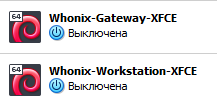 64
Whonix-Gateway-XFCE
Выключена
64
Whonix-Workstation-XFCE
Выключена